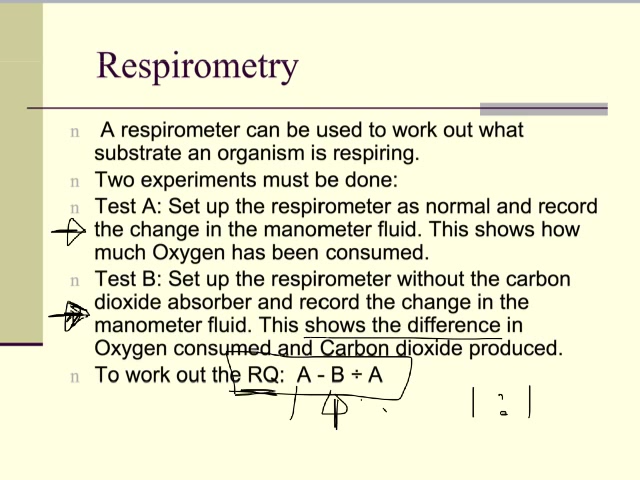 Respirometry
n A respirometer can be used to work out what
substrate an organism is respiring.
n Two experiments must be done:
n Test A: Set up the respirometer as normal and record
the change in the manometer fluid. This shows how
much Oxygen has been consumed.
n Test B: Set up the respirometer without the carbon
dioxide absorber and record the change in the
manometer fluid. This shows the difference in
Oxygen consumed and Carbon dioxide produced.
n To work out the RQ: A - B ÷ A
1 : 1